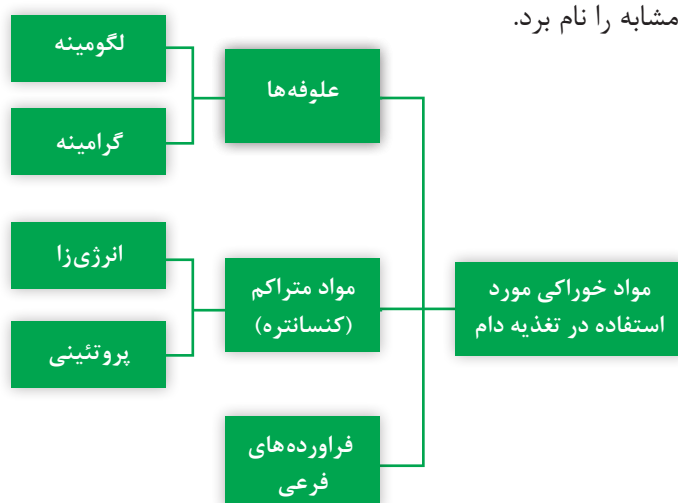 مشابه را نام برد.
مواد خوراکی مورد
استفاده در تغذیه دام
علوفه‌ها
لگومینه
گرامینه
مواد متراکم
(کنسانتره)
انرژی‌زا
پروتئینی
فراورده‌های
فرعی